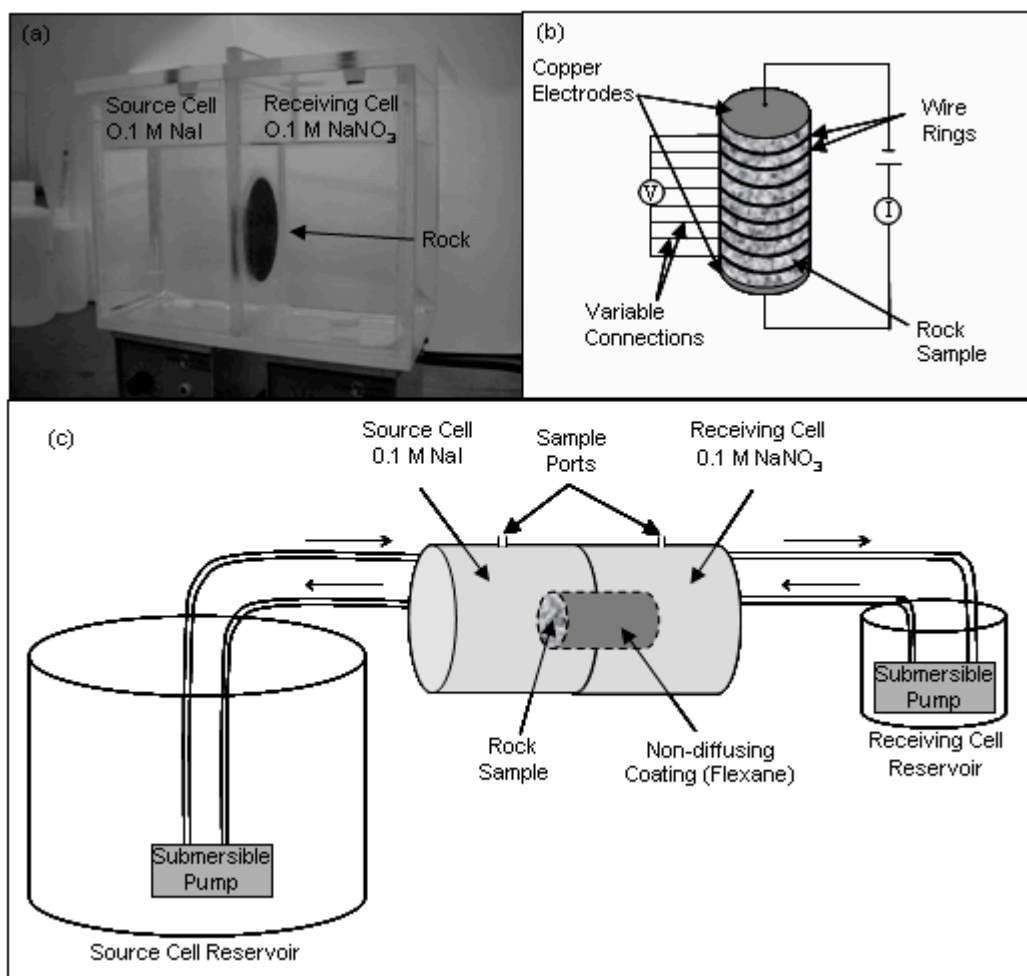 (a)
Source Cell
0.1 M NaI
Receiving Cell
0.1 M NaNO₃
Rock
(b)
Copper
Electrodes
Wire
Rings
V
I
Variable
Connections
Rock
Sample
(c)
Source Cell
0.1 M NaI
Sample
Ports
Receiving Cell
0.1 M NaNO₃
Submersible
Pump
Receiving Cell
Reservoir
Rock
Sample
Non-diffusing
Coating (Flexane)
Submersible
Pump
Source Cell Reservoir